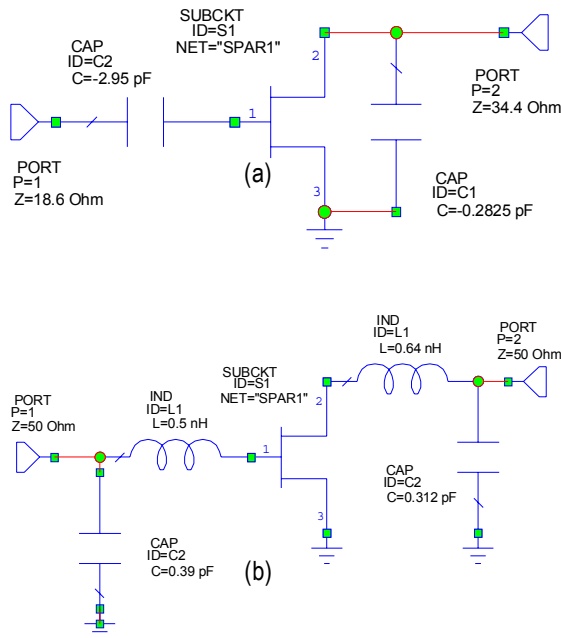 SUBCKT
ID=S1
NET="SPAR1"
CAP
ID=C2
C=-2.95 pF
2
1
3
PORT
P=1
Z=18.6 Ohm
PORT
P=2
Z=34.4 Ohm
CAP
ID=C1
C=-0.2825 pF
(a)
IND
ID=L1
L=0.64 nH
PORT
P=2
Z=50 Ohm
SUBCKT
ID=S1
NET="SPAR1"
IND
ID=L1
L=0.5 nH
PORT
P=1
Z=50 Ohm
2
1
3
CAP
ID=C2
C=0.312 pF
CAP
ID=C2
C=0.39 pF
(b)